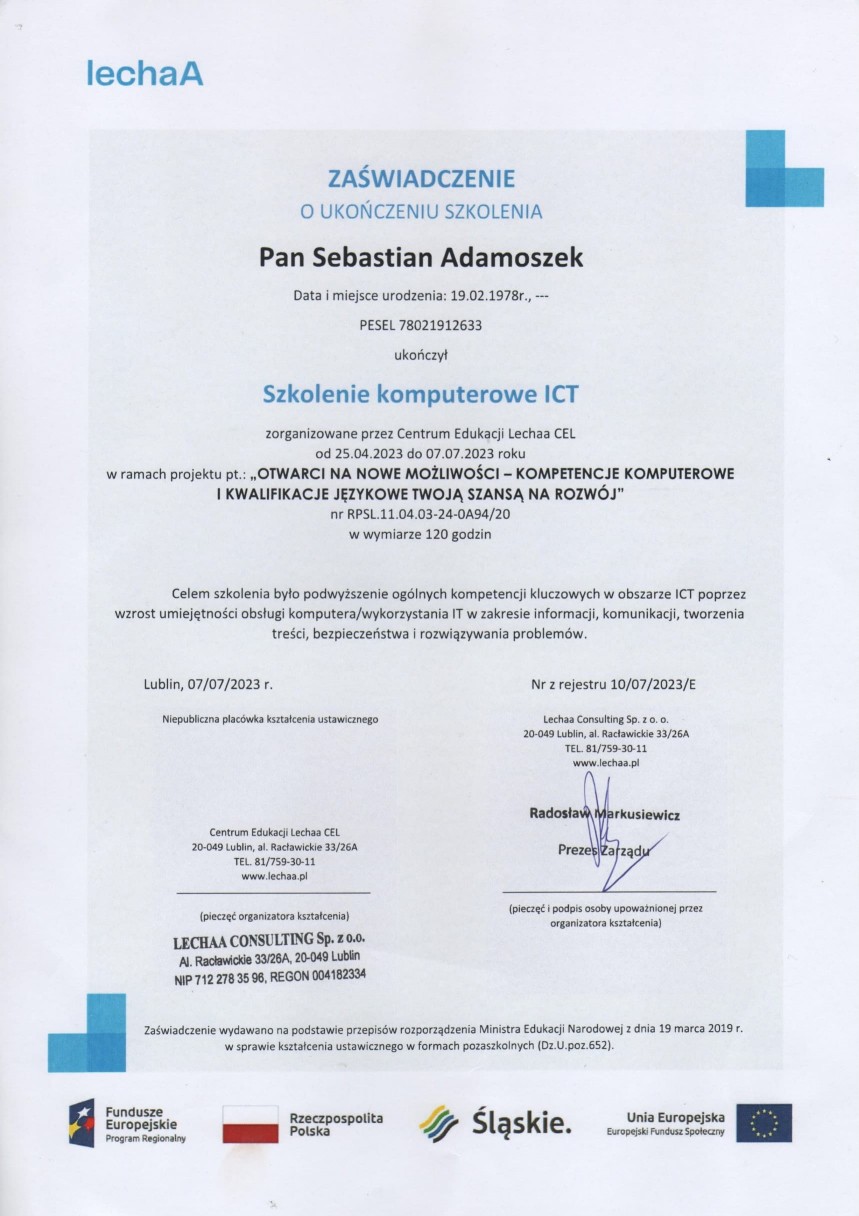 lechaA
ZAŚWIADCZENIE
O UKOŃCZENIU SZKOLENIA
Pan Sebastian Adamoszek
Data i miejsce urodzenia: 19.02.1978r., ---
PESEL 78021912633
ukończył
Szkolenie komputerowe ICT
zorganizowane przez Centrum Edukacji Lechaa CEL
od 25.04.2023 do 07.07.2023 roku
w ramach projektu pt.: „OTWARCI NA NOWE MOŻLIWOŚCI – KOMPETENCJE KOMPUTEROWE
I KWALIFIKACJE JĘZYKOWE TWOJĄ SZANSĄ NA ROZWÓJ”
nr RPSL.11.04.03-24-0A94/20
w wymiarze 120 godzin
Celem szkolenia było podwyższenie ogólnych kompetencji kluczowych w obszarze ICT poprzez
wzrost umiejętności obsługi komputera/wykorzystania IT w zakresie informacji, komunikacji, tworzenia
treści, bezpieczeństwa i rozwiązywania problemów.
Lublin, 07/07/2023 r.
Nr z rejestru 10/07/2023/E
Niepubliczna placówka kształcenia ustawicznego
Centrum Edukacji Lechaa CEL
20-049 Lublin, al. Racławickie 33/26A
TEL. 81/759-30-11
www.lechaa.pl
(pieczęć organizatora kształcenia)
LECHAA CONSULTING Sp. z o.o.
Al. Racławickie 33/26A, 20-049 Lublin
NIP 712 278 35 96, REGON 004182334
Lechaa Consulting Sp. z o. o.
20-049 Lublin, al. Racławickie 33/26A
TEL. 81/759-30-11
www.lechaa.pl
Radosław Markusiewicz
Prezes Zarządu
(pieczęć i podpis osoby upoważnionej przez
organizatora kształcenia)
Zaświadczenie wydawano na podstawie przepisów rozporządzenia Ministra Edukacji Narodowej z dnia 19 marca 2019 r.
w sprawie kształcenia ustawicznego w formach pozaszkolnych (Dz.U.poz.652).
Fundusze
Europejskie
Program Regionalny
Rzeczpospolita
Polska
Śląskie.
Unia Europejska
Europejski Fundusz Społeczny